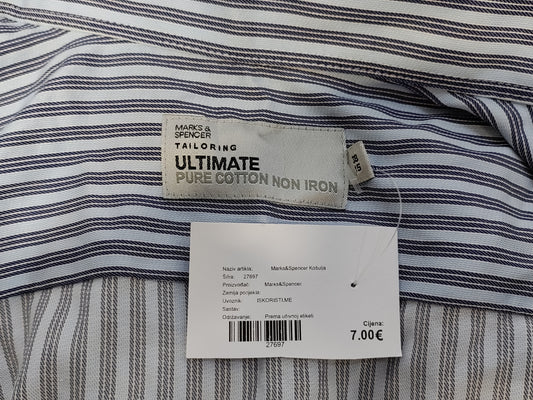 MARKS &
SPENCER
TAILORING
ULTIMATE
PURE COTTON NON IRON
Naziv artikla: Marks&Spencer Košulja
Šifra: 27697
Proizvođač: Marks&Spencer
Zemlja porijekla:
Uvoznik: ISKORISTI.ME
Sastav:
Održavanje: Prema ušivnoj etiketi
27697
Cijena:
7.00€